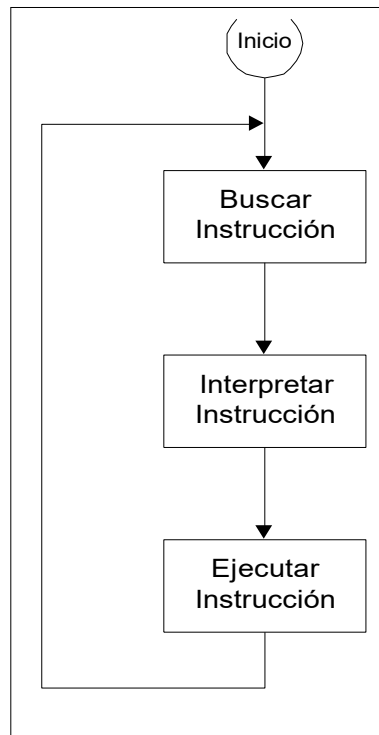 Inicio
Buscar
Instrucción
Interpretar
Instrucción
Ejecutar
Instrucción